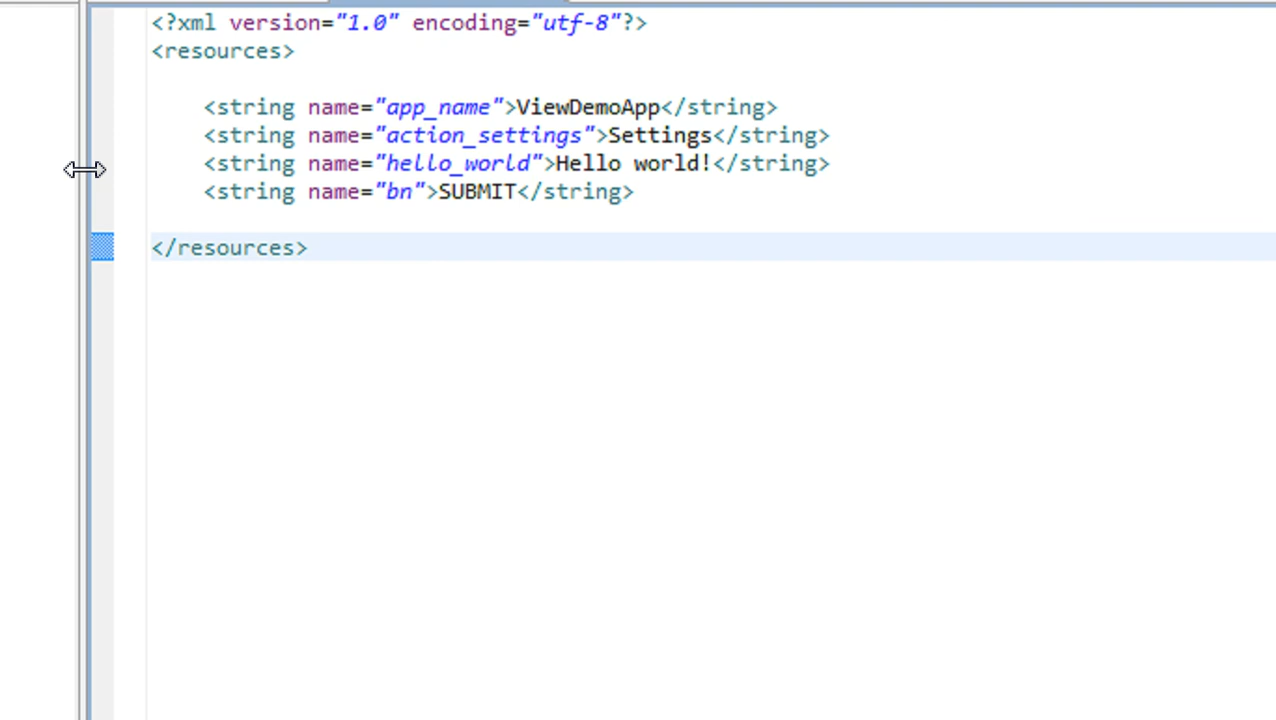 <?xml version="1.0" encoding="utf-8"?>
<resources>
<string name="app_name">ViewDemoApp</string>
<string name="action_settings">Settings</string>
<string name="hello_world">Hello world!</string>
<string name="bn">SUBMIT</string>
</resources>